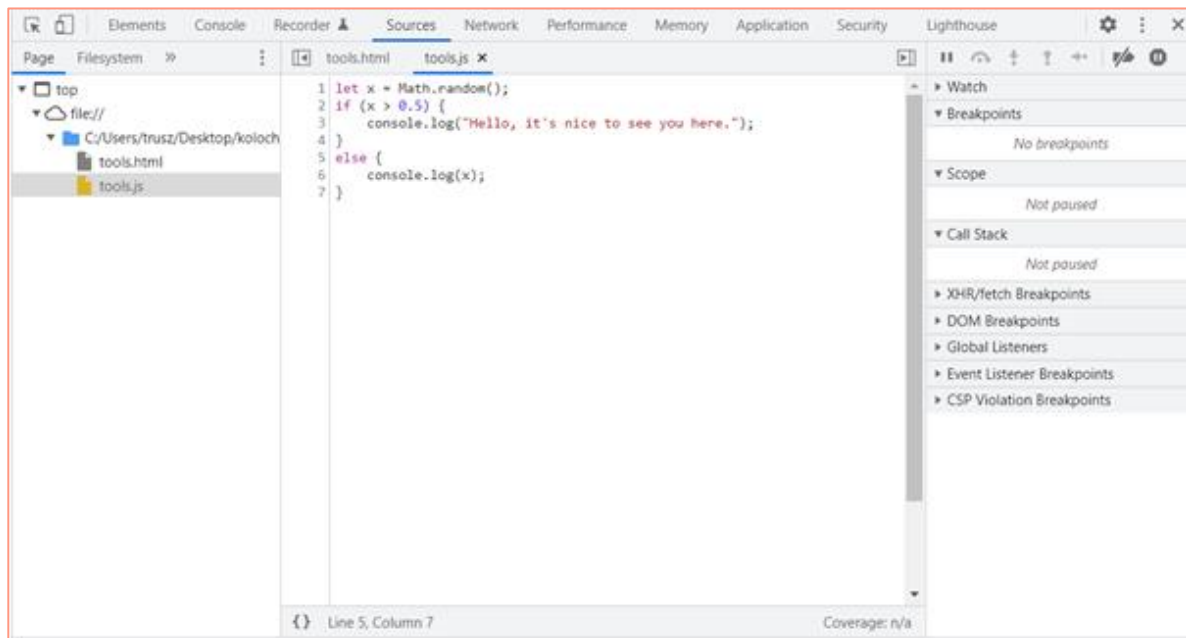 Elements Console Recorder Sources Network Performance Memory Application Security Lighthouse
Page Filesystem »
top
file://
C:/Users/trusz/Desktop/koloch
tools.html
tools.js
tools.html tools.js ×
1 let x = Math.random();
2 if (x > 0.5) {
3 console.log("Hello, it's nice to see you here.");
4 }
5 else {
6 console.log(x);
7 }
{} Line 5, Column 7 Coverage: n/a
Watch
Breakpoints
No breakpoints
Scope
Not paused
Call Stack
Not paused
XHR/fetch Breakpoints
DOM Breakpoints
Global Listeners
Event Listener Breakpoints
CSP Violation Breakpoints